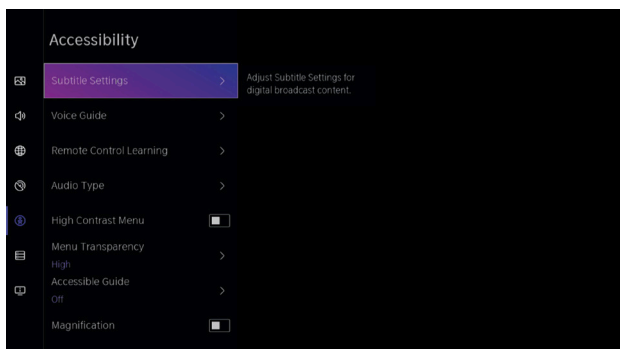 Accessibility
Subtitle Settings
Adjust Subtitle Settings for
digital broadcast content.
Voice Guide
Remote Control Learning
Audio Type
High Contrast Menu
Menu Transparency
High
Accessible Guide
Off
Magnification